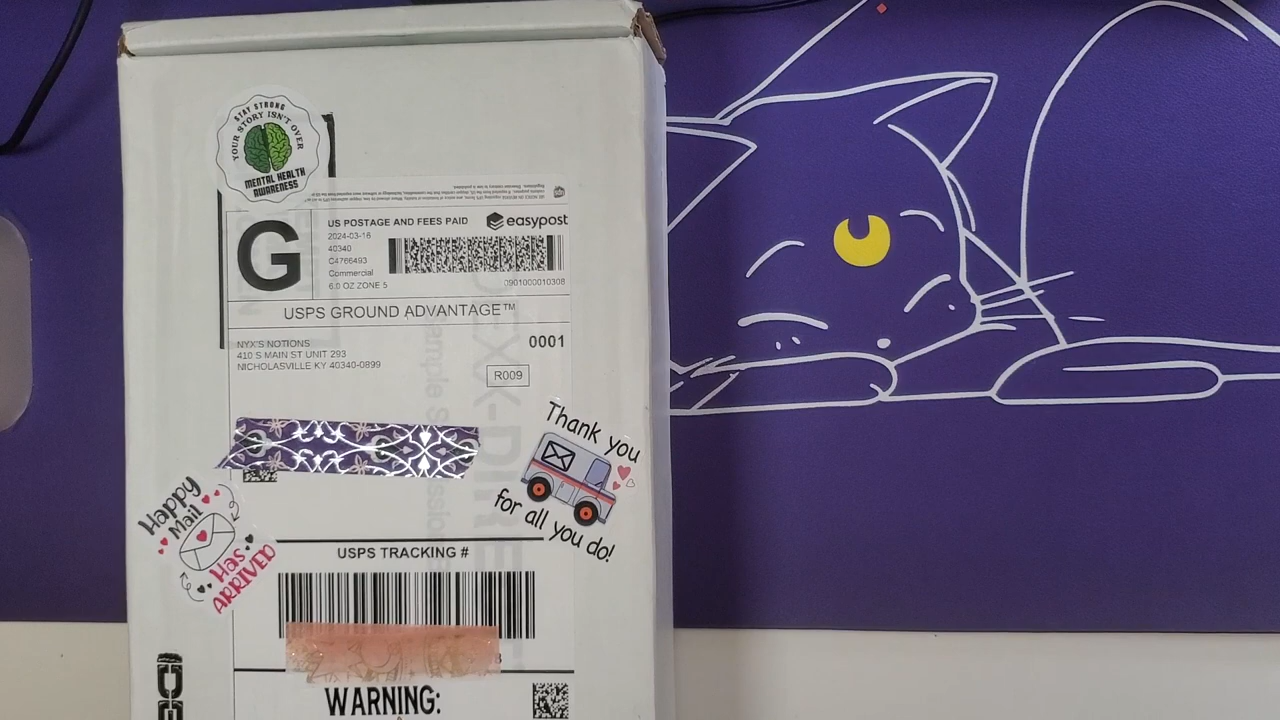 STAY STRONG
YOUR STORY ISN'T OVER
MENTAL HEALTH
AWARENESS
G
US POSTAGE AND FEES PAID
easypost
2024-03-16
40340
C4766493
Commercial
6.0 OZ ZONE 5
0901000010308
USPS GROUND ADVANTAGE™
NYX'S NOTIONS
410 S MAIN ST UNIT 293
NICHOLASVILLE KY 40340-0899
0001
R009
Thank you
for all you do!
Happy
Mail
Has
ARRIVED
USPS TRACKING #
WARNING: